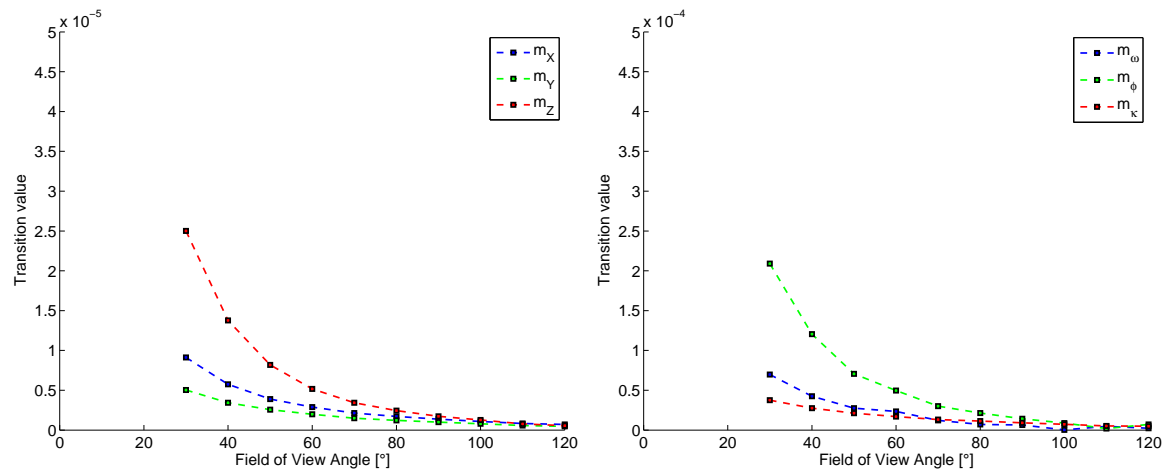 x 10^-5
5
4.5
4
3.5
3
2.5
2
1.5
1
0.5
0
0 20 40 60 80 100 120
Transition value
Field of View Angle [°]
m_X
m_Y
m_Z
x 10^-4
5
4.5
4
3.5
3
2.5
2
1.5
1
0.5
0
0 20 40 60 80 100 120
Transition value
Field of View Angle [°]
m_ω
m_ϕ
m_κ